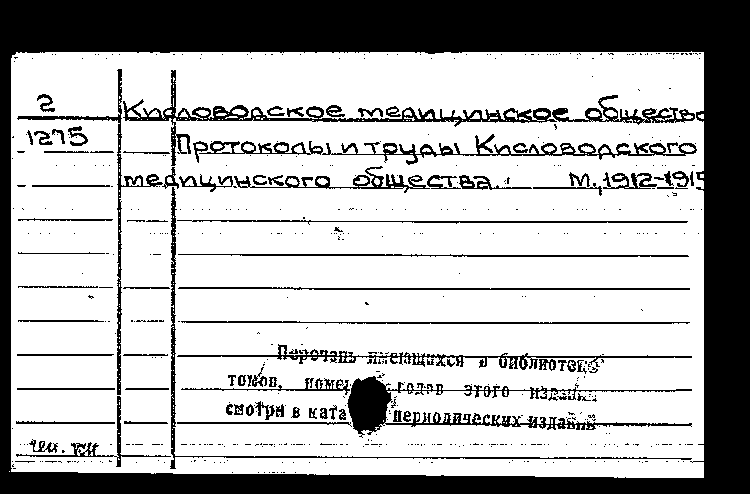 2
Кисловодское медицинское общество
1275
Протоколы и труды Кисловодского
медицинского общества. М., 1912-1915
Перечень имеющихся в библиотеке
томов, годов этого издания
смотри в ката периодических изданий